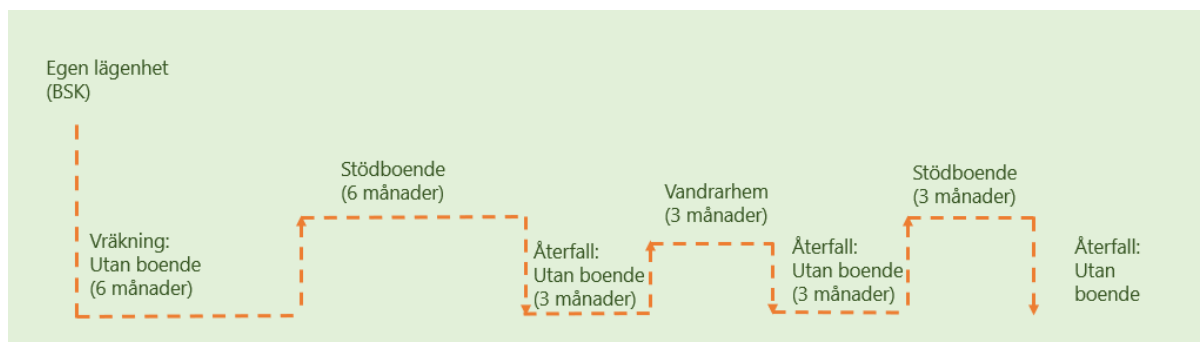 Egen lägenhet
(BSK)
Vräkning:
Utan boende
(6 månader)
Stödboende
(6 månader)
Återfall:
Utan boende
(3 månader)
Vandrarhem
(3 månader)
Återfall:
Utan boende
(3 månader)
Stödboende
(3 månader)
Återfall:
Utan
boende